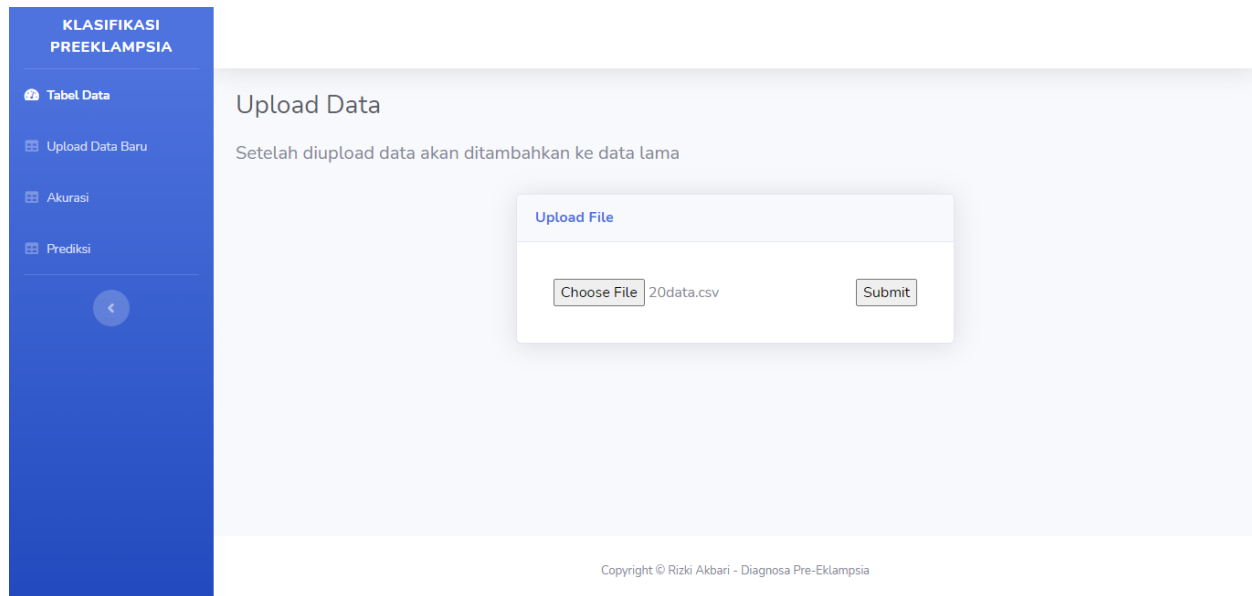 KLASIFIKASI
PREEKLAMPSIA
Tabel Data
Upload Data Baru
Akurasi
Prediksi
Upload Data
Setelah diupload data akan ditambahkan ke data lama
Upload File
Choose File 20data.csv Submit
Copyright © Rizki Akbari - Diagnosa Pre-Eklampsia